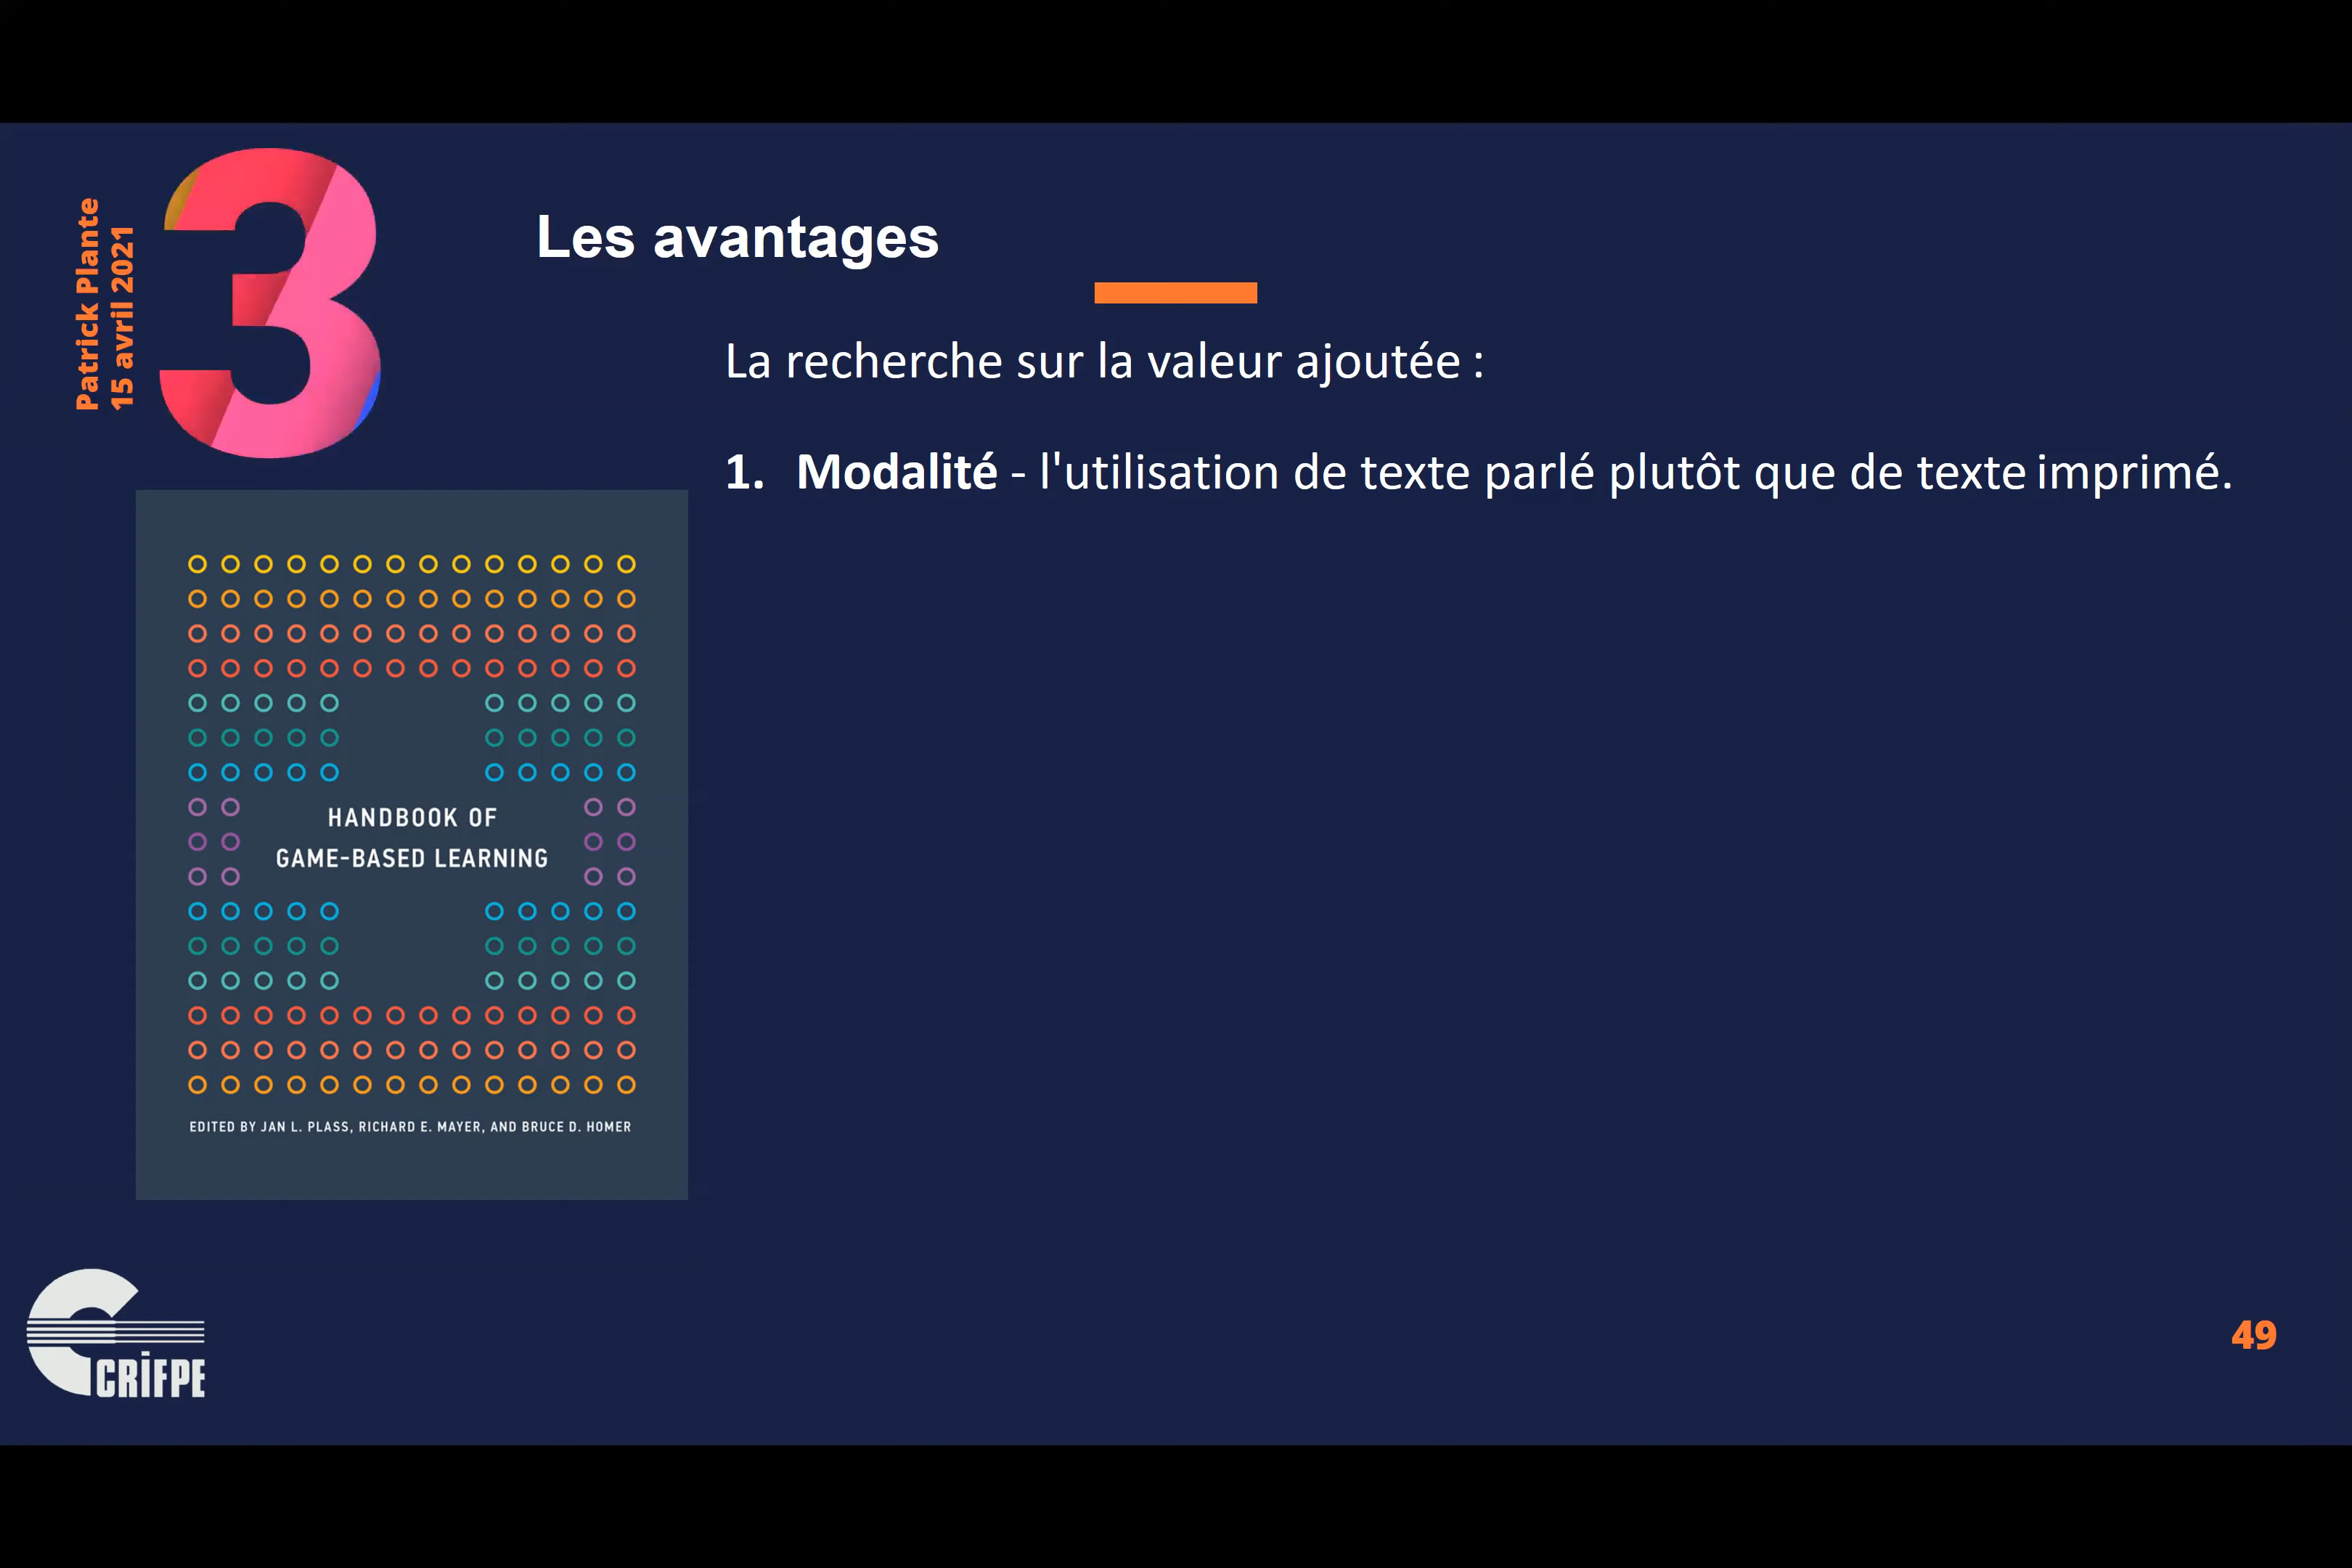 Patrick Plante
15 avril 2021
3
Les avantages
La recherche sur la valeur ajoutée :
1. Modalité - l'utilisation de texte parlé plutôt que de texte imprimé.
HANDBOOK OF
GAME-BASED LEARNING
EDITED BY JAN L. PLASS, RICHARD E. MAYER, AND BRUCE D. HOMER
CRIFPE
49